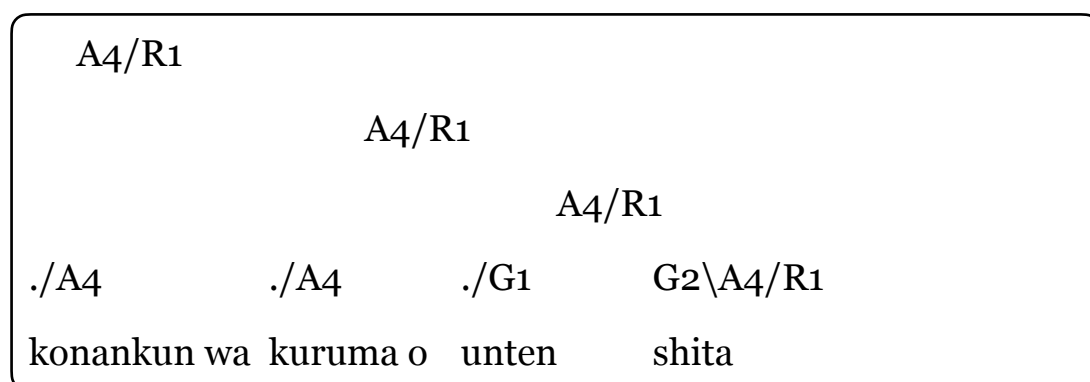 A4/R1
A4/R1
A4/R1
./A4 ./A4 ./G1 G2\A4/R1
konankun wa kuruma o unten shita